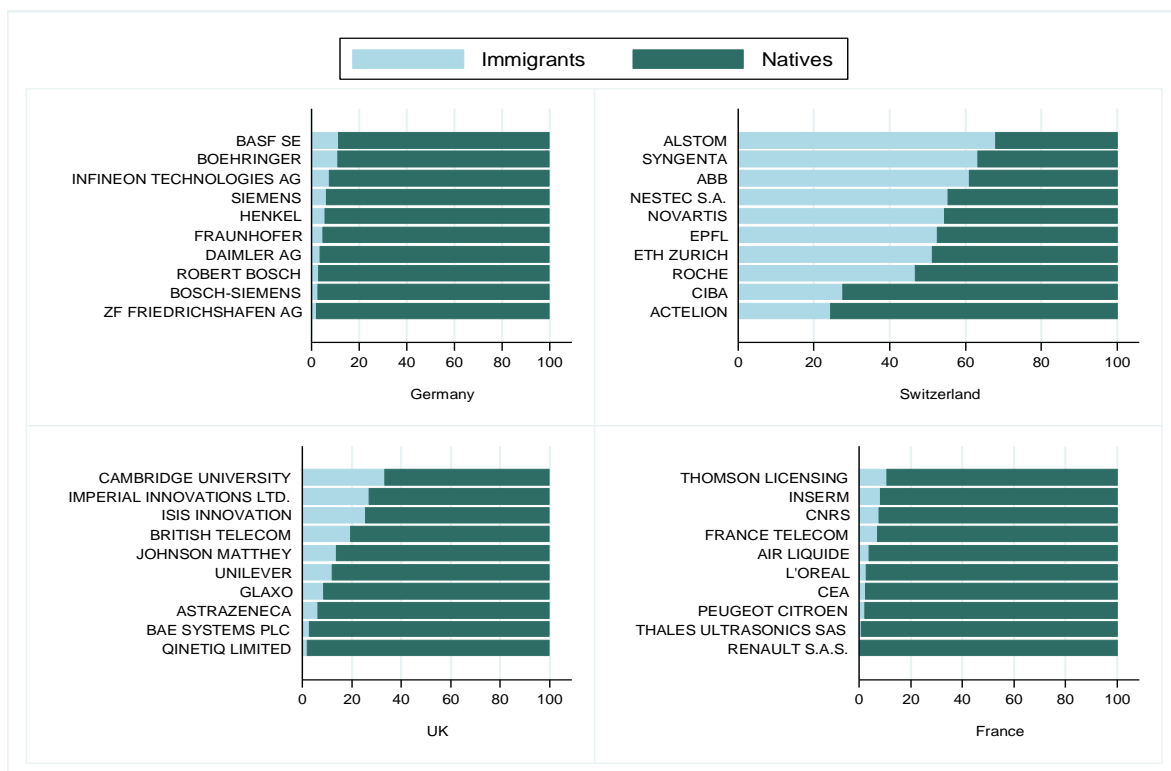 Immigrants Natives
BASF SE
BOEHRINGER
INFINEON TECHNOLOGIES AG
SIEMENS
HENKEL
FRAUNHOFER
DAIMLER AG
ROBERT BOSCH
BOSCH-SIEMENS
ZF FRIEDRICHSHAFEN AG
0 20 40 60 80 100
Germany
ALSTOM
SYNGENTA
ABB
NESTEC S.A.
NOVARTIS
EPFL
ETH ZURICH
ROCHE
CIBA
ACTELION
0 20 40 60 80 100
Switzerland
CAMBRIDGE UNIVERSITY
IMPERIAL INNOVATIONS LTD.
ISIS INNOVATION
BRITISH TELECOM
JOHNSON MATTHEY
UNILEVER
GLAXO
ASTRAZENECA
BAE SYSTEMS PLC
QINETIQ LIMITED
0 20 40 60 80 100
UK
THOMSON LICENSING
INSERM
CNRS
FRANCE TELECOM
AIR LIQUIDE
L'OREAL
CEA
PEUGEOT CITROEN
THALES ULTRASONICS SAS
RENAULT S.A.S.
0 20 40 60 80 100
France